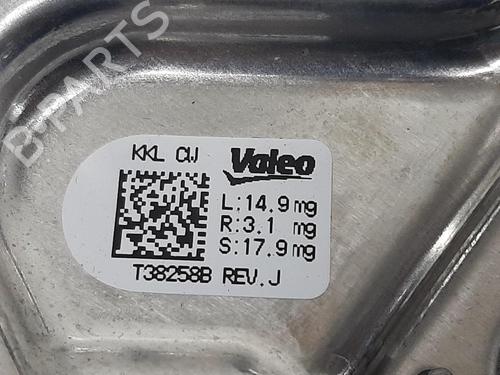 B-PARTS
KKL CW Valeo
L:14.9mg
R:3.1 mg
S:17.9mg
T38258B REV.J